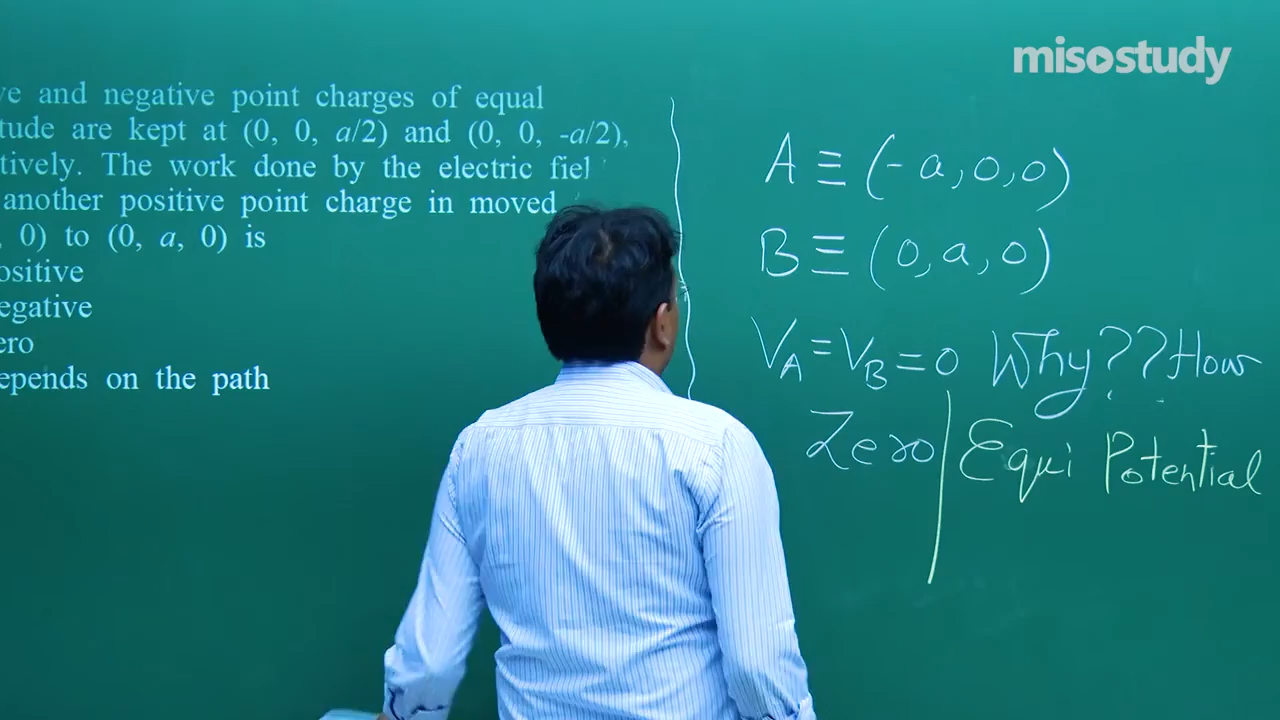 misostudy
ve and negative point charges of equal
tude are kept at (0, 0, a/2) and (0, 0, -a/2),
tively. The work done by the electric fiel
another positive point charge in moved
, 0) to (0, a, 0) is
ositive
egative
ero
epends on the path
A ≡ (-a,0,0)
B ≡ (0,a,0)
V_A = V_B = 0 Why?? How
Zero | Equi Potential